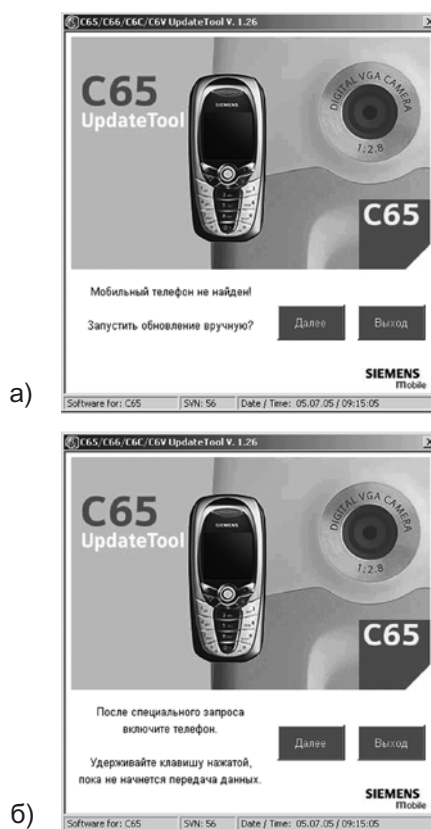 C65/C66/C6C/C6V UpdateTool V. 1.26
C65
UpdateTool
SIEMENS
DIGITAL VGA CAMERA
1:2.8
C65
Мобильный телефон не найден!
Запустить обновление вручную?
Далее
Выход
SIEMENS
mobile
а)
Software for: C65
SVN: 56
Date / Time: 05.07.05 / 09:15:05
C65/C66/C6C/C6V UpdateTool V. 1.26
C65
UpdateTool
SIEMENS
DIGITAL VGA CAMERA
1:2.8
C65
После специального запроса
включите телефон.
Далее
Выход
Удерживайте клавишу нажатой,
пока не начнется передача данных.
SIEMENS
mobile
б)
Software for: C65
SVN: 56
Date / Time: 05.07.05 / 09:15:05